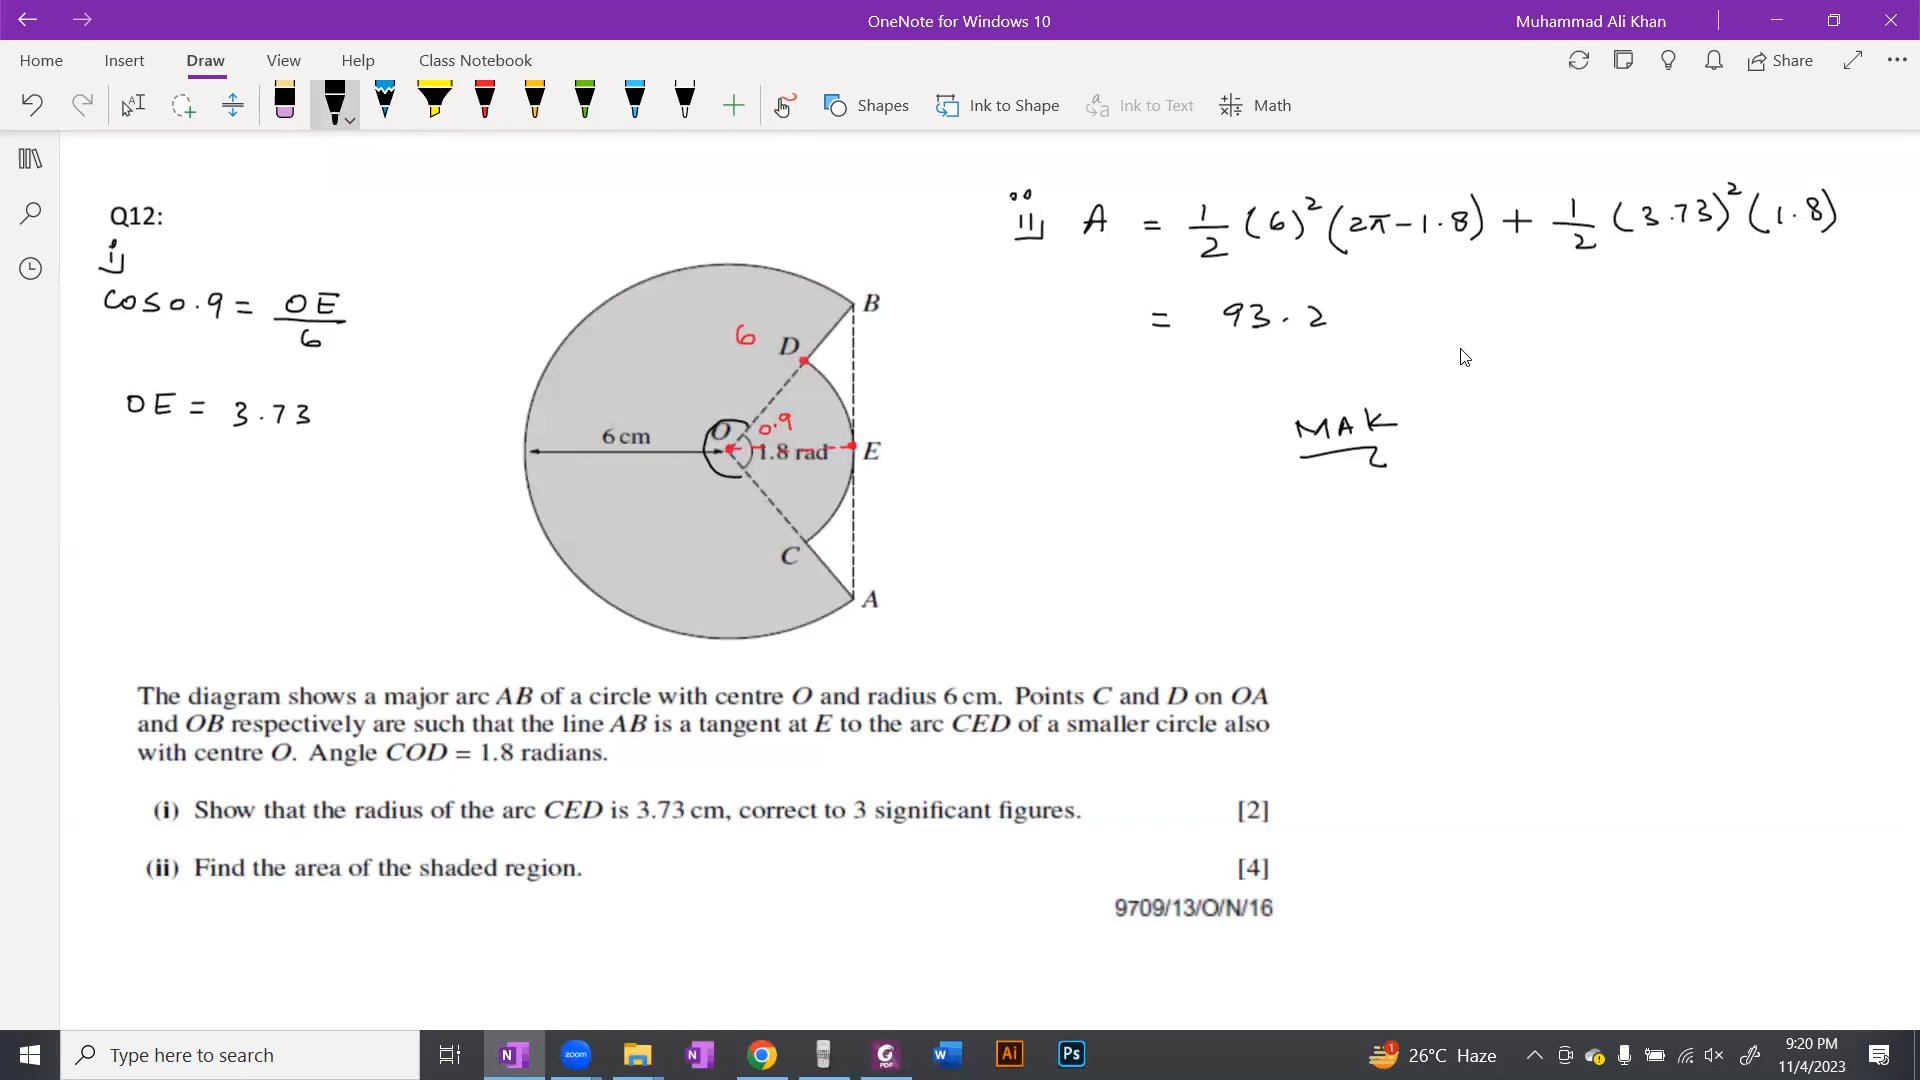 OneNote for Windows 10
Muhammad Ali Khan
Home Insert Draw View Help Class Notebook
Share
Shapes Ink to Shape Ink to Text Math
Q12:
i
cos 0.9 = OE
6
OE = 3.73
B
6
D
O 0.9
6 cm
1.8 rad
E
C
A
ii A = 1/2 (6)² (2π - 1.8) + 1/2 (3.73)² (1.8)
= 93.2
MAK
The diagram shows a major arc AB of a circle with centre O and radius 6 cm. Points C and D on OA
and OB respectively are such that the line AB is a tangent at E to the arc CED of a smaller circle also
with centre O. Angle COD = 1.8 radians.
(i) Show that the radius of the arc CED is 3.73 cm, correct to 3 significant figures. [2]
(ii) Find the area of the shaded region. [4]
9709/13/O/N/16
Type here to search
zoom
PDF
Ai
Ps
1
26°C Haze
9:20 PM
11/4/2023